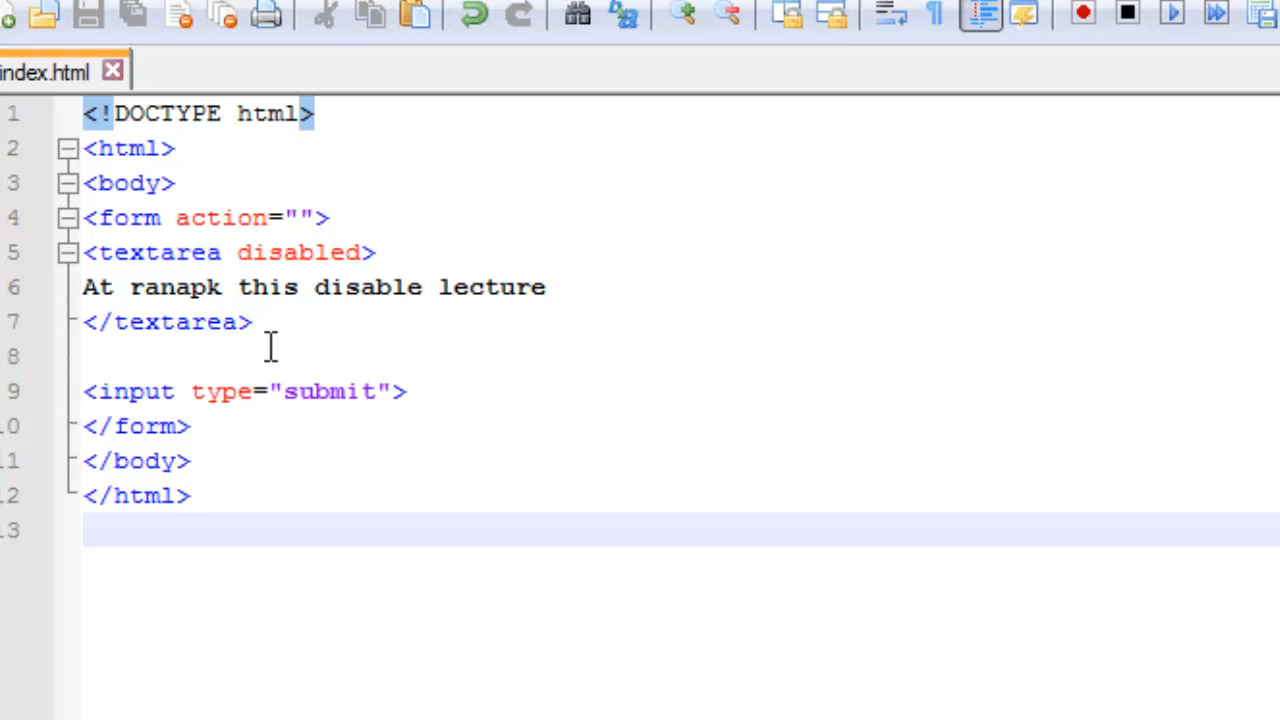 index.html
1 <!DOCTYPE html>
2 <html>
3 <body>
4 <form action="">
5 <textarea disabled>
6 At ranapk this disable lecture
7 </textarea>
8
9 <input type="submit">
10 </form>
11 </body>
12 </html>
13